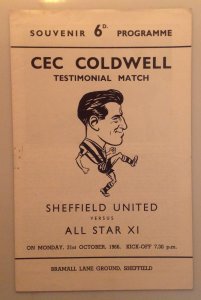 SOUVENIR 6D. PROGRAMME
CEC COLDWELL
TESTIMONIAL MATCH
SHEFFIELD UNITED
VERSUS
ALL STAR XI
ON MONDAY, 31st OCTOBER, 1966. KICK-OFF 7.30 p.m.
BRAMALL LANE GROUND, SHEFFIELD